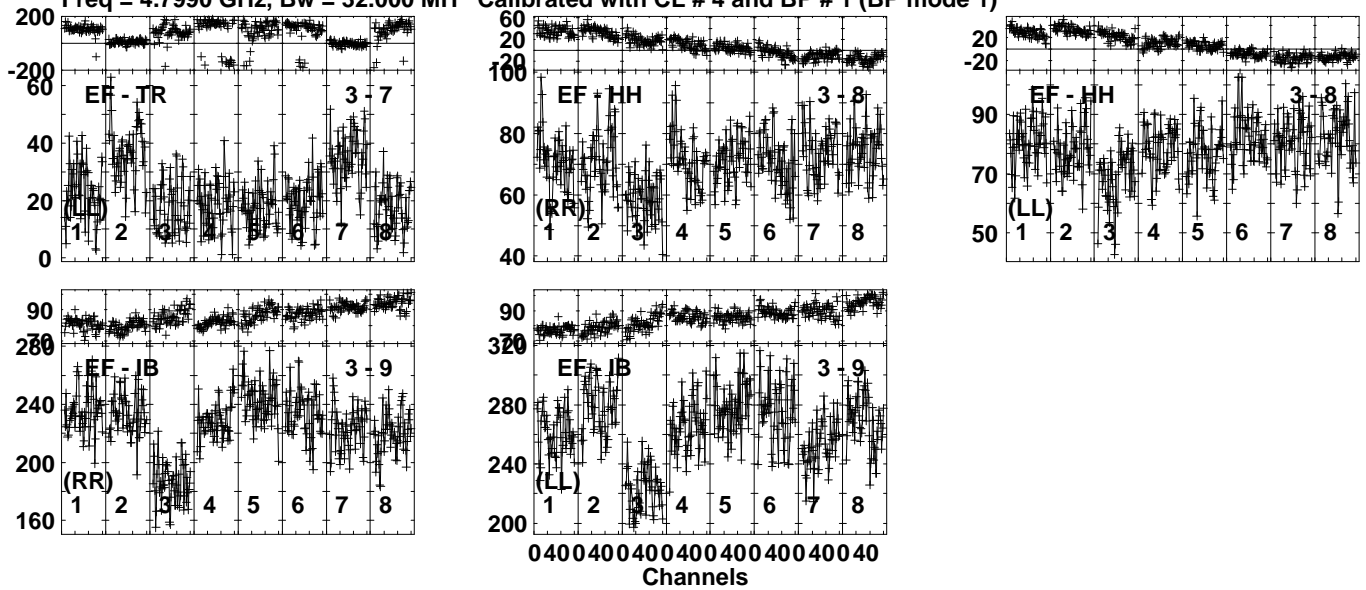 Freq = 4.7990 GHz, Bw = 32.000 MH Calibrated with CL # 4 and BP # 1 (BP mode 1)
200
-200
60
40
20
0
EF - TR
3 - 7
(LL)
1 2 3 4 5 6 7 8
60
20
-20
100
80
60
40
EF - HH
3 - 8
(RR)
1 2 3 4 5 6 7 8
20
-20
90
70
50
EF - HH
3 - 8
(LL)
1 2 3 4 5 6 7 8
90
70
280
240
200
160
EF - IB
3 - 9
(RR)
1 2 3 4 5 6 7 8
90
70
320
280
240
200
EF - IB
3 - 9
(LL)
1 2 3 4 5 6 7 8
0 40 0 40 0 40 0 40 0 40 0 40 0 40 0 40
Channels